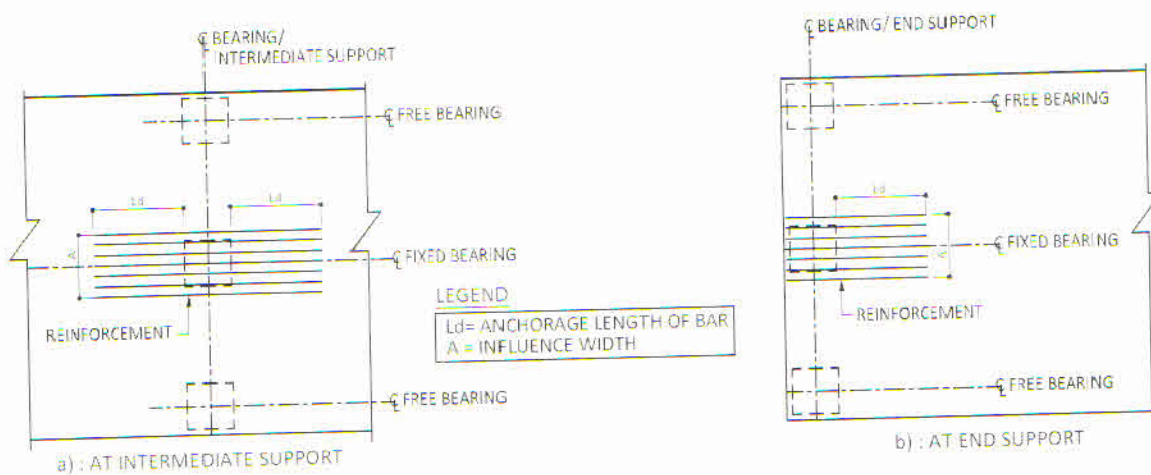 ℄ BEARING/
INTERMEDIATE SUPPORT
℄ FREE BEARING
Ld
Ld
A
℄ FIXED BEARING
REINFORCEMENT
℄ FREE BEARING
a) : AT INTERMEDIATE SUPPORT
LEGEND
Ld= ANCHORAGE LENGTH OF BAR
A = INFLUENCE WIDTH
℄ BEARING/ END SUPPORT
℄ FREE BEARING
Ld
A
℄ FIXED BEARING
REINFORCEMENT
℄ FREE BEARING
b) : AT END SUPPORT